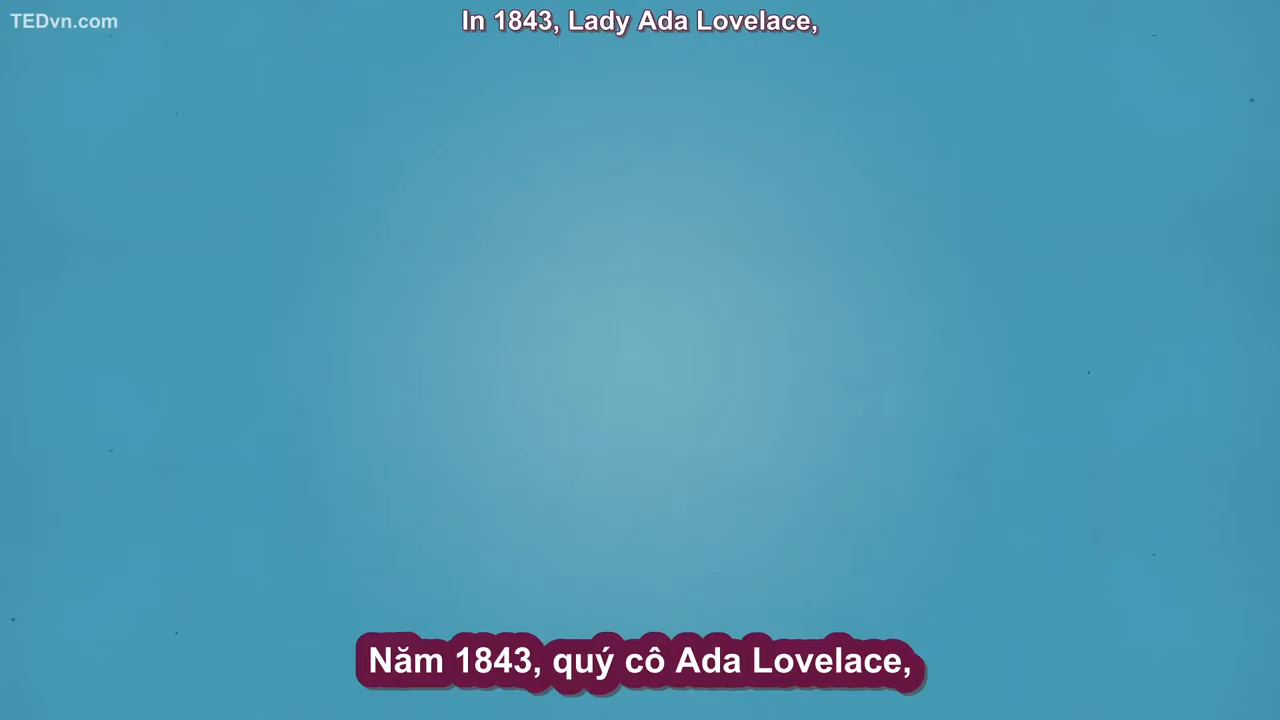 TEDvn.com
In 1843, Lady Ada Lovelace,
Năm 1843, quý cô Ada Lovelace,